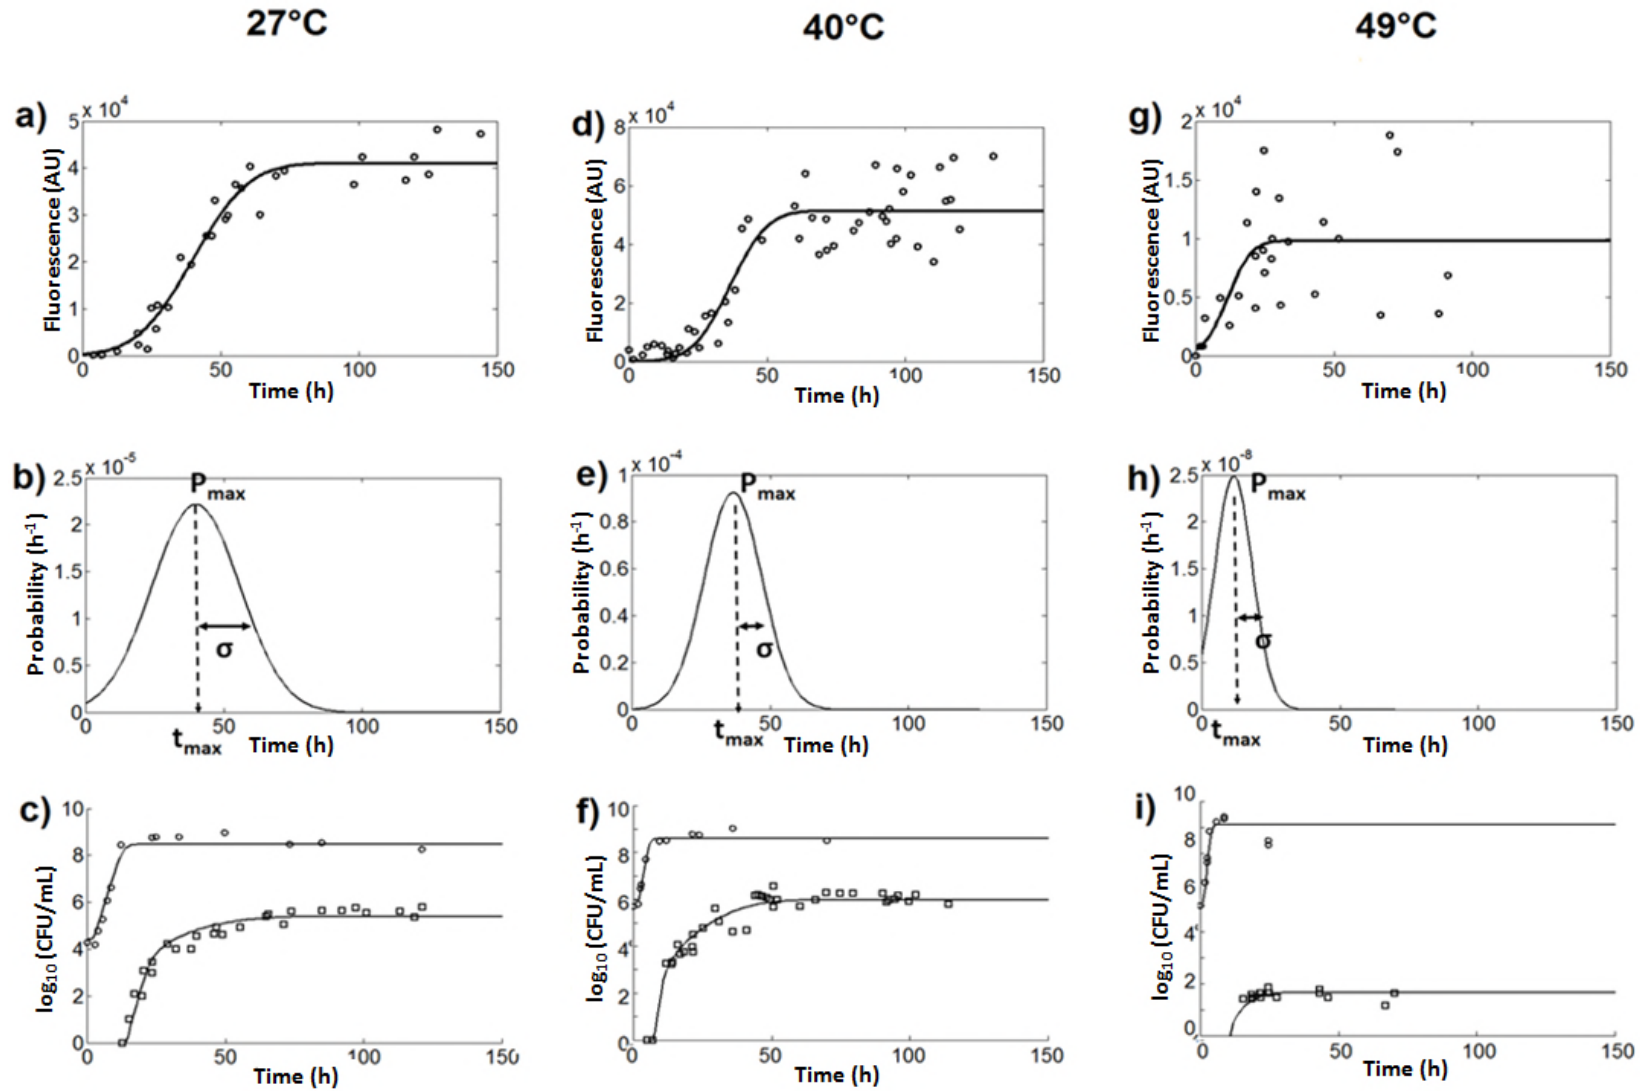 27°C 40°C 49°C
a) x 10⁴ d) x 10⁴ g) x 10⁴
Fluorescence (AU) 5 4 3 2 1 0
0 50 100 150
Time (h)
Fluorescence (AU) 8 6 4 2 0
0 50 100 150
Time (h)
Fluorescence (AU) 2 1.5 1 0.5 0
0 50 100 150
Time (h)
b) x 10⁻⁵ e) x 10⁻⁴ h) x 10⁻⁸
Probability (h⁻¹) 2.5 2 1.5 1 0.5 0
Pmax
σ
0 50 100 150
tmax Time (h)
Probability (h⁻¹) 1 0.8 0.6 0.4 0.2 0
Pmax
σ
0 50 100 150
tmax Time (h)
Probability (h⁻¹) 2.5 2 1.5 1 0.5 0
Pmax
σ
0 50 100 150
tmax Time (h)
c) f) i)
log₁₀ (CFU/mL) 10 8 6 4 2 0
0 50 100 150
Time (h)
log₁₀ (CFU/mL) 10 8 6 4 2 0
0 50 100 150
Time (h)
log₁₀ (CFU/mL) 10 8 6 4 2 0
0 50 100 150
Time (h)